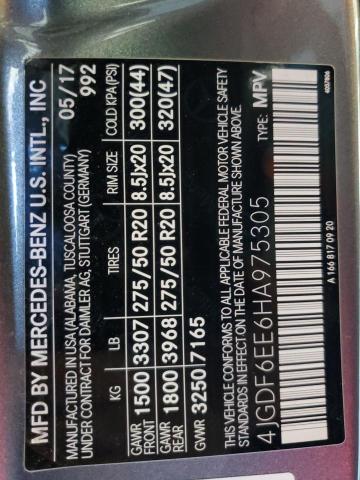 MFD BY MERCEDES-BENZ U.S. INTL., INC
MANUFACTURED IN USA (ALABAMA, TUSCALOOSA COUNTY) 05/17
UNDER CONTRACT FOR DAIMLER AG, STUTTGART (GERMANY) 992
KG LB TIRES RIM SIZE COLD KPA(PSI)
GAWR FRONT 1500 3307 275/50 R20 8.5Jx20 300(44)
GAWR REAR 1800 3968 275/50 R20 8.5Jx20 320(47)
GVWR 3250 7165
VEHICLE CONFORMS TO ALL APPLICABLE FEDERAL MOTOR VEHICLE SAFETY
STANDARDS IN EFFECT ON THE DATE OF MANUFACTURE SHOWN ABOVE.
4JGDF6EE6HA975305 TYPE: MPV
A 166 817 09 20